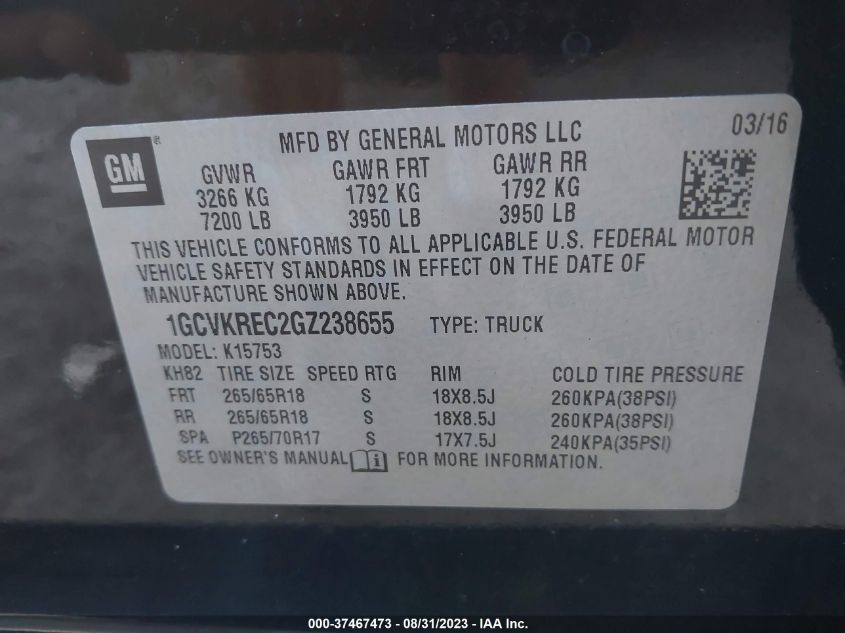 GM ®
MFD BY GENERAL MOTORS LLC
03/16
GVWR GAWR FRT GAWR RR
3266 KG 1792 KG 1792 KG
7200 LB 3950 LB 3950 LB
THIS VEHICLE CONFORMS TO ALL APPLICABLE U.S. FEDERAL MOTOR
VEHICLE SAFETY STANDARDS IN EFFECT ON THE DATE OF
MANUFACTURE SHOWN ABOVE.
1GCVKREC2GZ238655 TYPE: TRUCK
MODEL: K15753
KH82 TIRE SIZE SPEED RTG RIM COLD TIRE PRESSURE
FRT 265/65R18 S 18X8.5J 260KPA(38PSI)
RR 265/65R18 S 18X8.5J 260KPA(38PSI)
SPA P265/70R17 S 17X7.5J 240KPA(35PSI)
SEE OWNER'S MANUAL i FOR MORE INFORMATION.
000-37467473 - 08/31/2023 - IAA Inc.